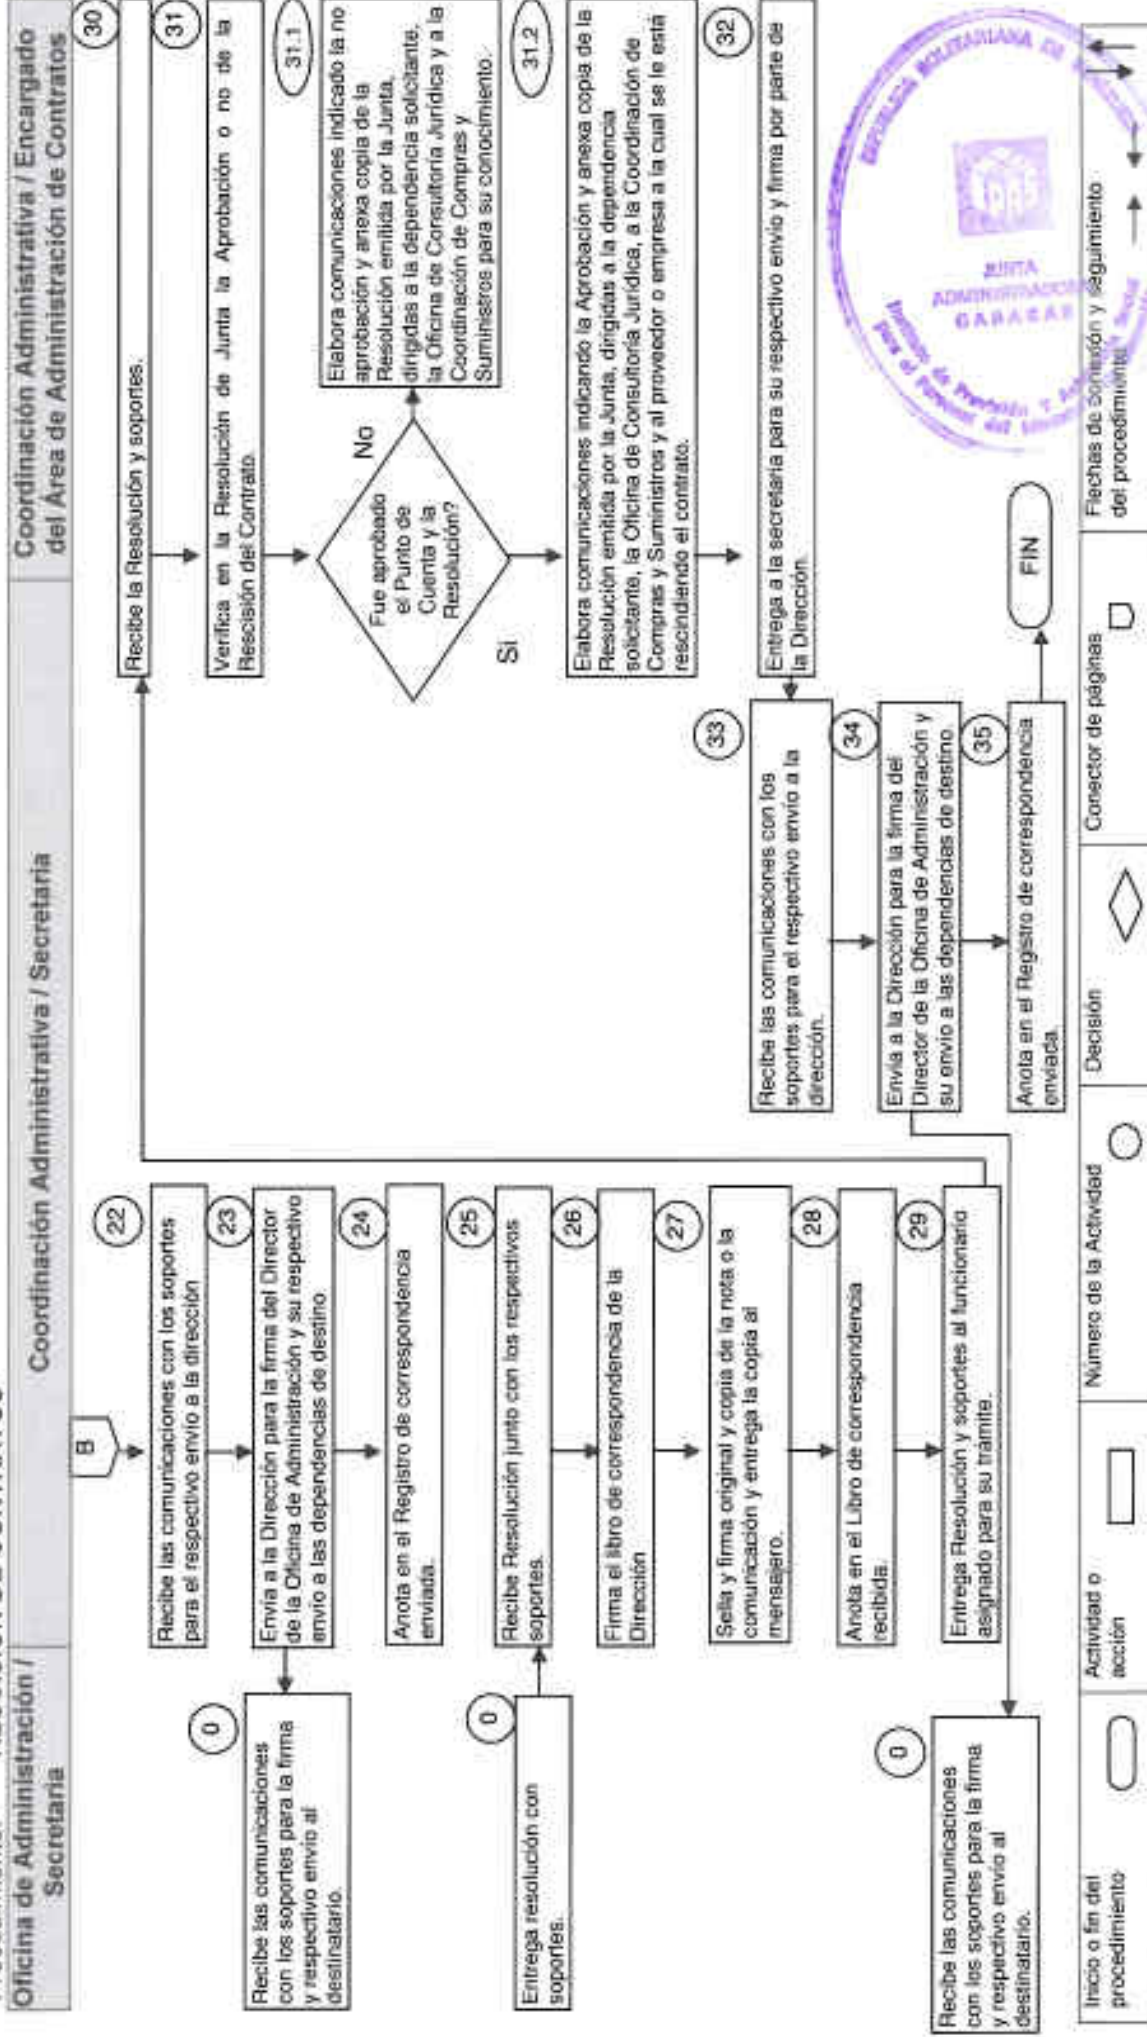 Oficina de Administración /
Secretaria
Coordinación Administrativa / Secretaria
Coordinación Administrativa / Encargado
del Área de Administración de Contratos
B
22
Recibe las comunicaciones con los soportes
para el respectivo envío a la dirección
23
Envía a la Dirección para la firma del Director
de la Oficina de Administración y su respectivo
envío a las dependencias de destino
0
Recibe las comunicaciones
con los soportes para la firma
y respectivo envío al
destinatario.
24
Anota en el Registro de correspondencia
enviada.
0
Entrega resolución con
soportes.
25
Recibe Resolución junto con los respectivos
soportes.
26
Firma el libro de correspondencia de la
Dirección
27
Sella y firma original y copia de la nota o la
comunicación y entrega la copia al
mensajero.
28
Anota en el Libro de correspondencia
recibida.
29
Entrega Resolución y soportes al funcionario
asignado para su trámite.
30
Recibe la Resolución y soportes.
31
Verifica en la Resolución de Junta la Aprobación o no de la
Rescisión del Contrato.
Fue aprobado
el Punto de
Cuenta y la
Resolución?
No
31.1
Elabora comunicaciones indicado la no
aprobación y anexa copia de la
Resolución emitida por la Junta,
dirigidas a la dependencia solicitante,
la Oficina de Consultoría Jurídica y a la
Coordinación de Compras y
Suministros para su conocimiento.
Si
31.2
Elabora comunicaciones indicando la Aprobación y anexa copia de la
Resolución emitida por la Junta, dirigidas a la dependencia
solicitante, la Oficina de Consultoría Jurídica, a la Coordinación de
Compras y Suministros y al proveedor o empresa a la cual se le está
rescindiendo el contrato.
32
Entrega a la secretaria para su respectivo envío y firma por parte de
la Dirección.
33
Recibe las comunicaciones con los
soportes para el respectivo envío a la
dirección.
34
Envía a la Dirección para la firma del
Director de la Oficina de Administración y
su envío a las dependencias de destino.
0
Recibe las comunicaciones
con los soportes para la firma
y respectivo envío al
destinatario.
35
Anota en el Registro de correspondencia
enviada.
FIN
JUNTA
CARACAS
Inicio o fin del
procedimiento
Actividad o
acción
Número de la Actividad
Decisión
Conector de páginas
Flechas de conexión y seguimiento
del procedimiento